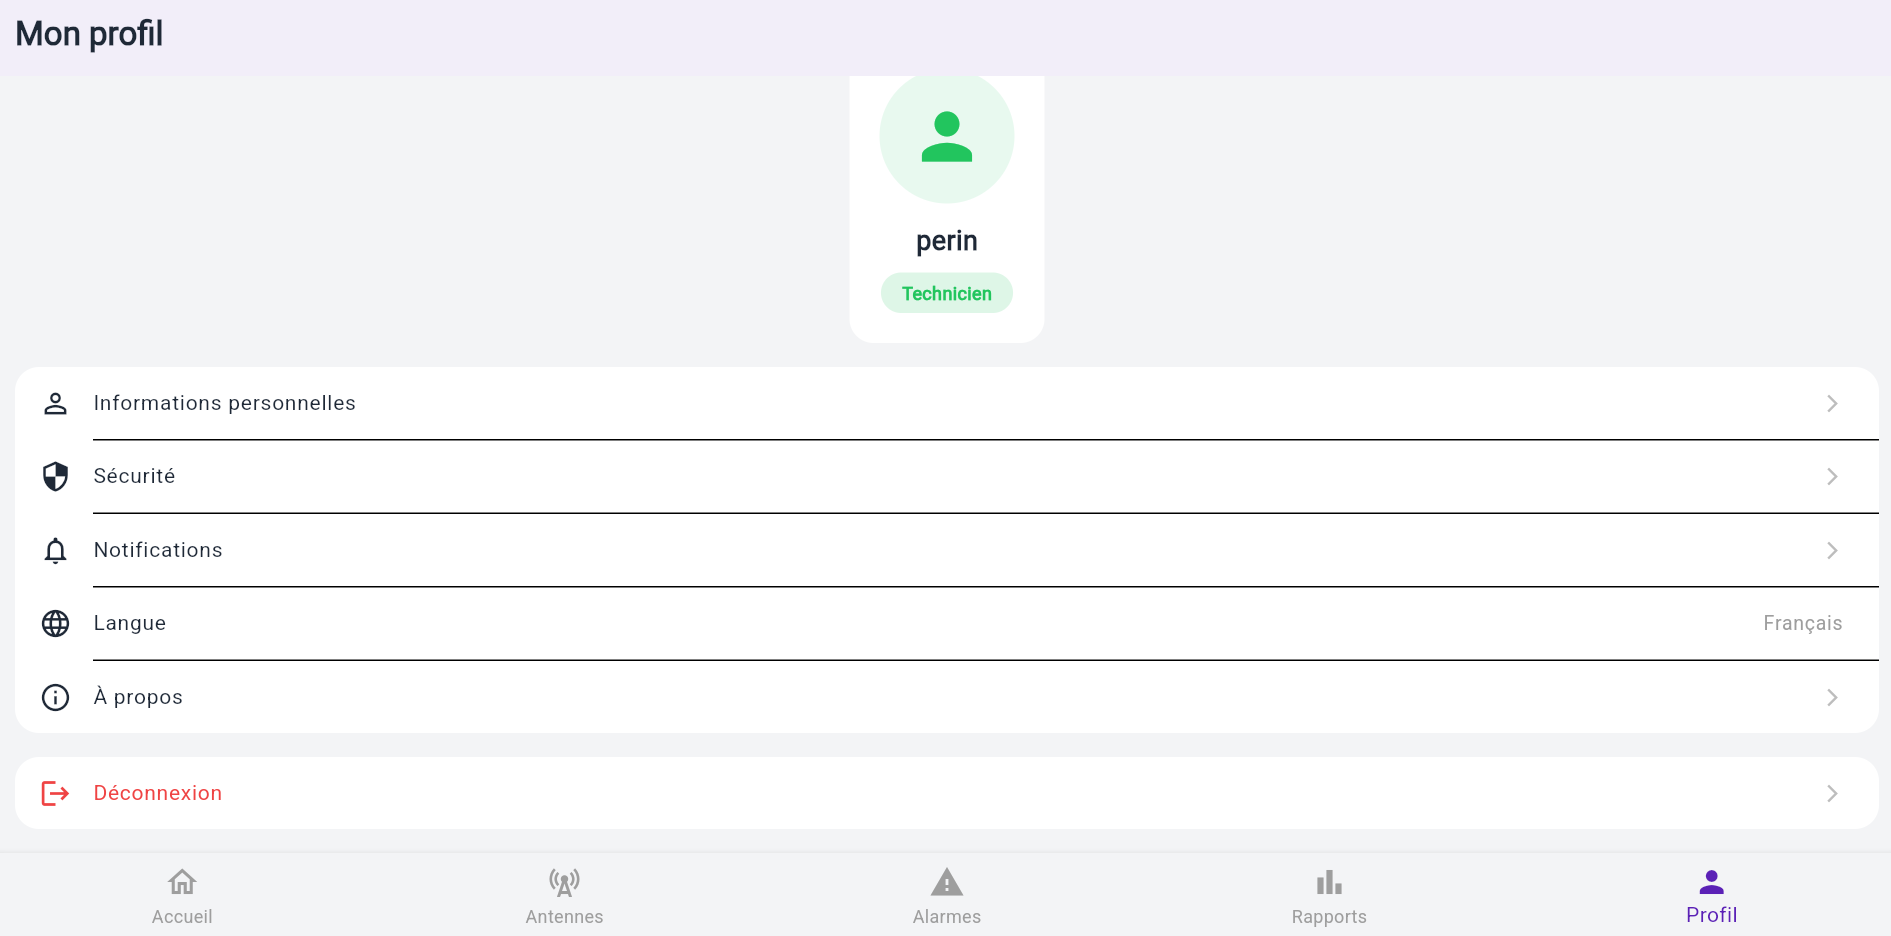 Mon profil
perin
Technicien
Informations personnelles
Sécurité
Notifications
Langue
Français
À propos
Déconnexion
Accueil
Antennes
Alarmes
Rapports
Profil